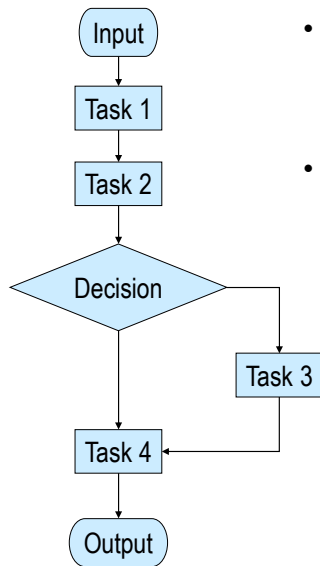 Input
•
Task 1
Task 2
•
Decision
Task 3
Task 4
Output